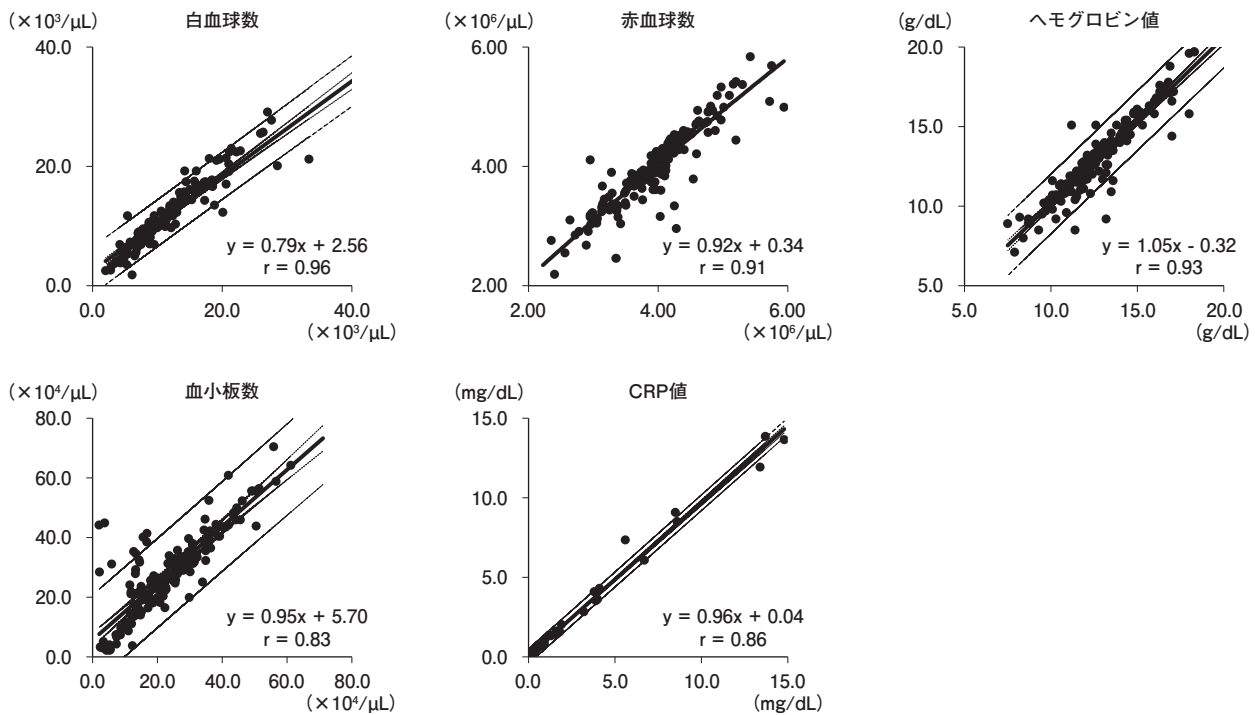 (×10³/μL) 白血球数
40.0
20.0
0.0
0.0 20.0 40.0
(×10³/μL)
y = 0.79x + 2.56
r = 0.96
(×10⁶/μL) 赤血球数
6.00
4.00
2.00
2.00 4.00 6.00
(×10⁶/μL)
y = 0.92x + 0.34
r = 0.91
(g/dL) ヘモグロビン値
20.0
15.0
10.0
5.0
5.0 10.0 15.0 20.0
(g/dL)
y = 1.05x - 0.32
r = 0.93
(×10⁴/μL) 血小板数
80.0
60.0
40.0
20.0
0.0
0.0 20.0 40.0 60.0 80.0
(×10⁴/μL)
y = 0.95x + 5.70
r = 0.83
(mg/dL) CRP値
15.0
10.0
5.0
0.0
0.0 5.0 10.0 15.0
(mg/dL)
y = 0.96x + 0.04
r = 0.86